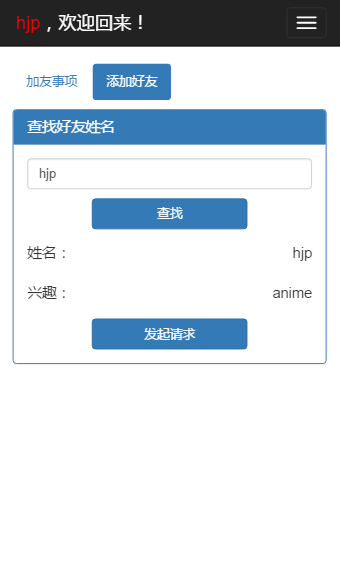 hjp，欢迎回来！
加友事项 添加好友
查找好友姓名
hjp
查找
姓名： hjp
兴趣： anime
发起请求